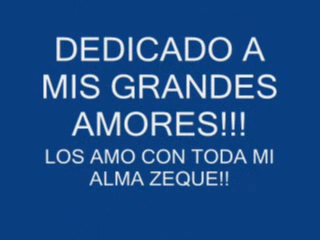 DEDICADO A
MIS GRANDES
AMORES!!!
LOS AMO CON TODA MI
ALMA ZEQUE!!